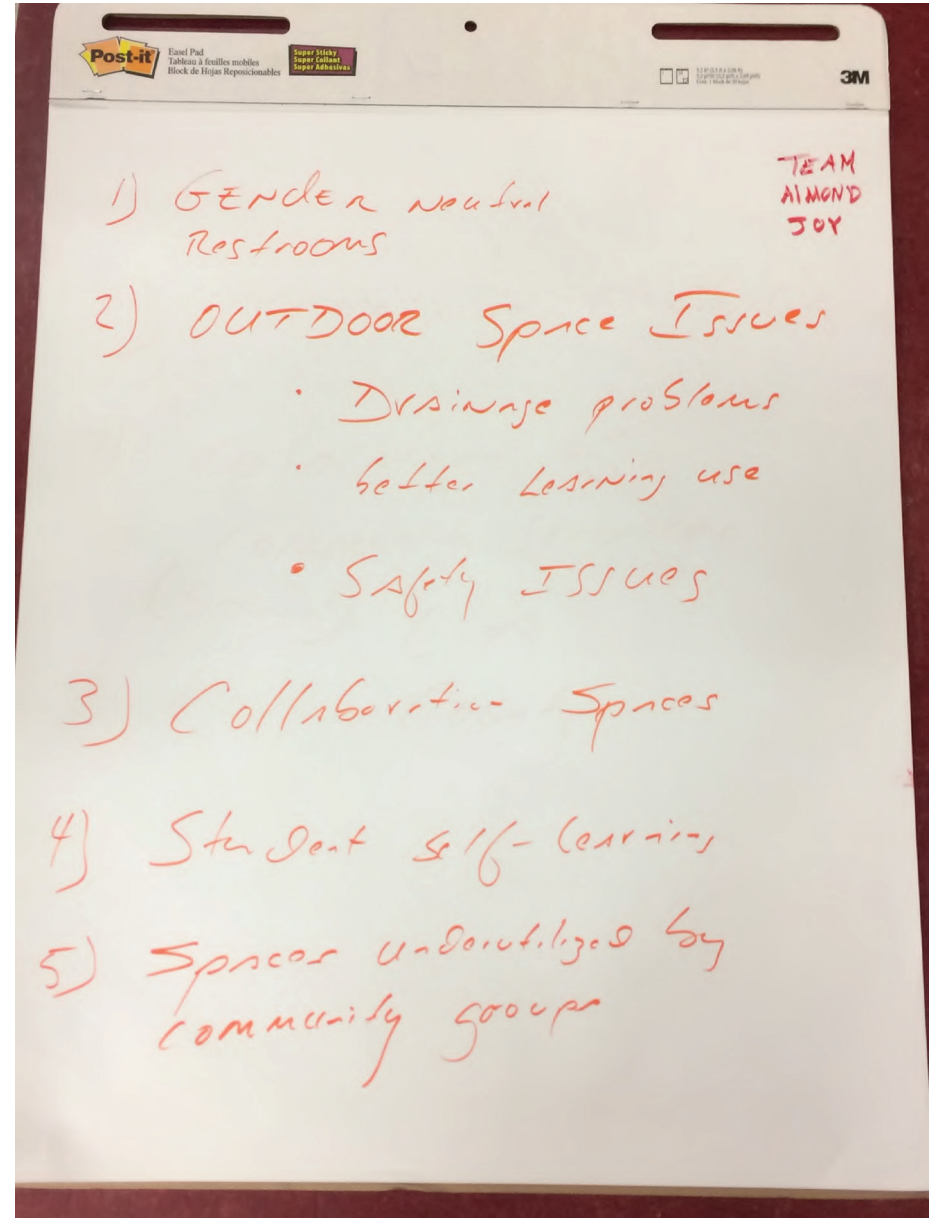 Post-it
Easel Pad
Tableau à feuilles mobiles
Block de Hojas Reposicionables
Super Sticky
Super Collant
Super Adhesivas
3M
TEAM
AlMOND
JOY
1) GENdER Neutral
Restrooms
2) OUTDOOR Space Issues
• Drainage problems
• better Learning use
• Safety ISSues
3) Collaboration Spaces
4) Student self-learning
5) Spaces underutilized by
community groups